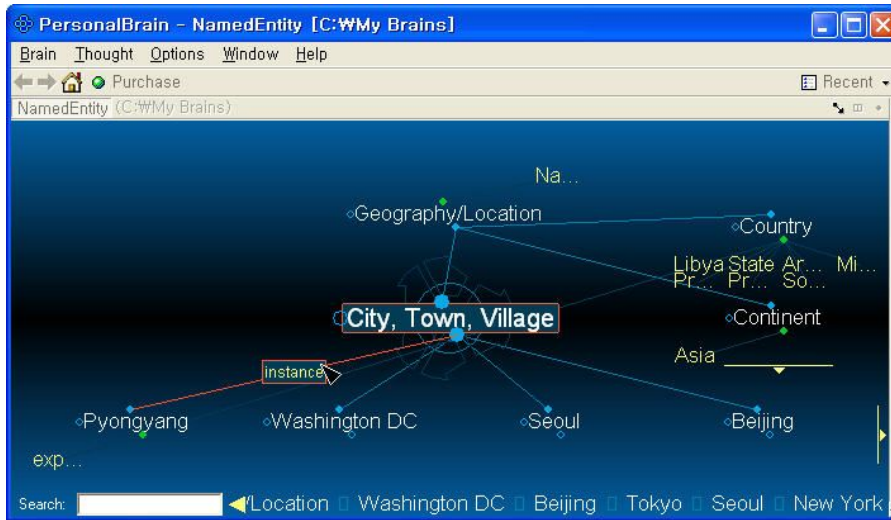 PersonalBrain - NamedEntity [C:₩My Brains]
Brain Thought Options Window Help
Purchase Recent
NamedEntity (C:₩My Brains)
Na...
Geography/Location
Country
Libya State Ar... Mi...
Pr... Pr... So...
City, Town, Village
Continent
Asia
instance
Pyongyang Washington DC Seoul Beijing
exp...
Search: /Location Washington DC Beijing Tokyo Seoul New York